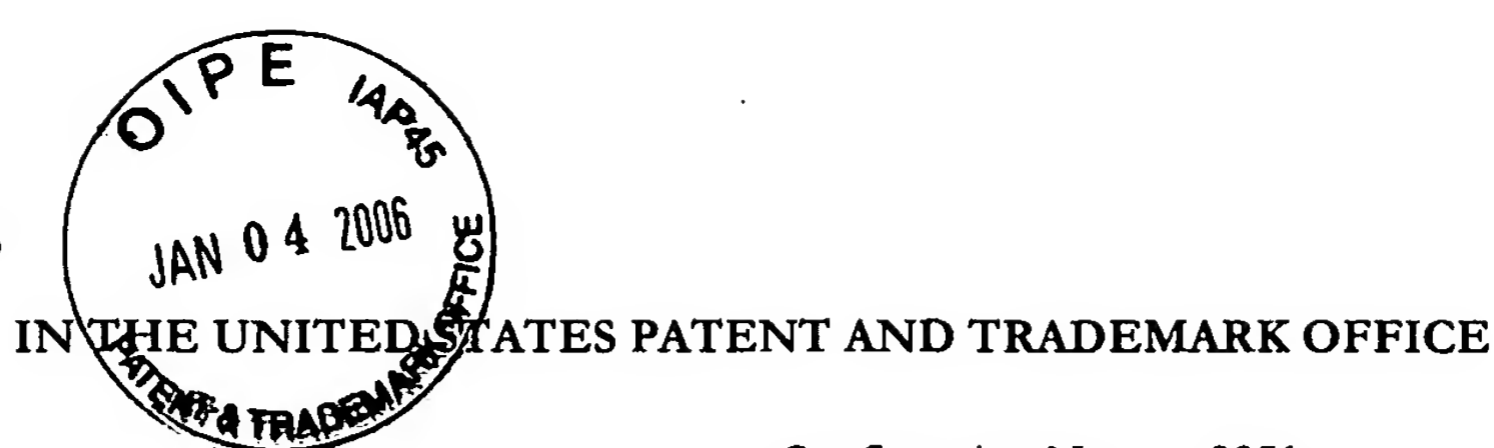 OIPE IAP45
JAN 04 2006
PATENT & TRADEMARK OFFICE
IN THE UNITED STATES PATENT AND TRADEMARK OFFICE